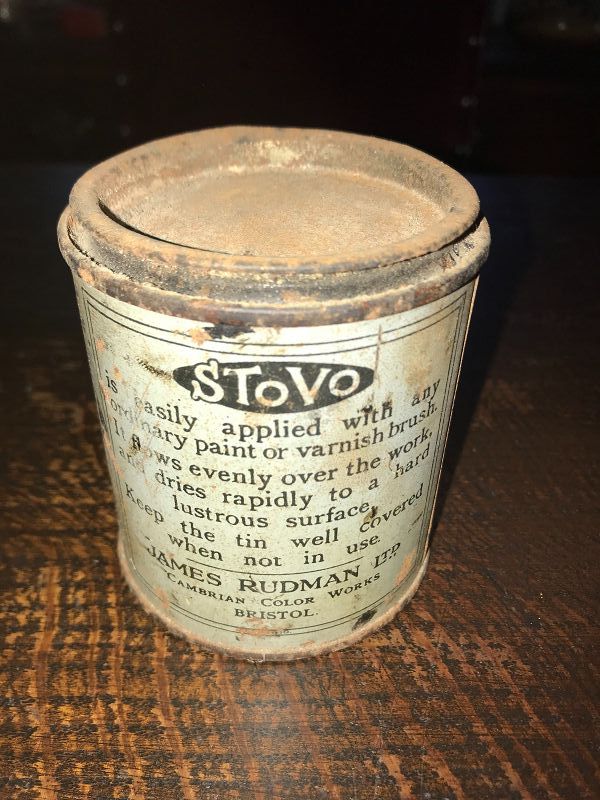 STOVO
is easily applied with any
ordinary paint or varnish brush.
It flows evenly over the work,
and dries rapidly to a hard
lustrous surface.
Keep the tin well covered
when not in use.
JAMES RUDMAN LTD
CAMBRIAN COLOR WORKS
BRISTOL.